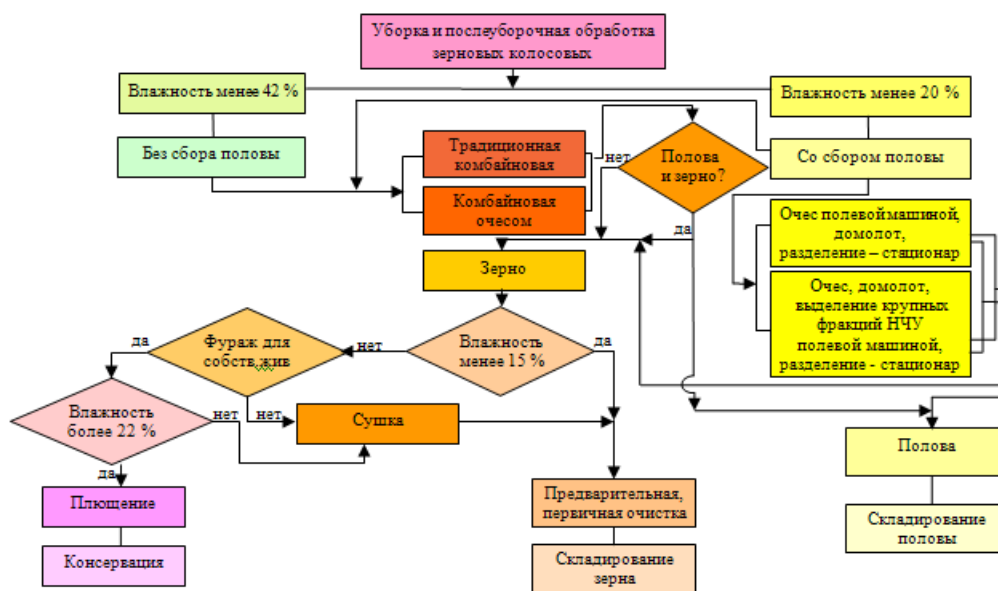 Уборка и послеуборочная обработка
зерновых колосовых
Влажность менее 42 %
Влажность менее 20 %
Без сбора половы
Традиционная
комбайновая
нет
Полова
и зерно?
Со сбором половы
Комбайновая
очесом
да
Очес полевой машиной,
домолот,
разделение – стационар
Зерно
Очес, домолот,
выделение крупных
фракций НЧУ
полевой машиной,
разделение - стационар
да
Фураж для
собств,жив
нет
Влажность
менее 15 %
да
Влажность
более 22 %
нет
нет
Сушка
Полова
да
Плющение
Предварительная,
первичная очистка
Складирование
половы
Консервация
Складирование
зерна